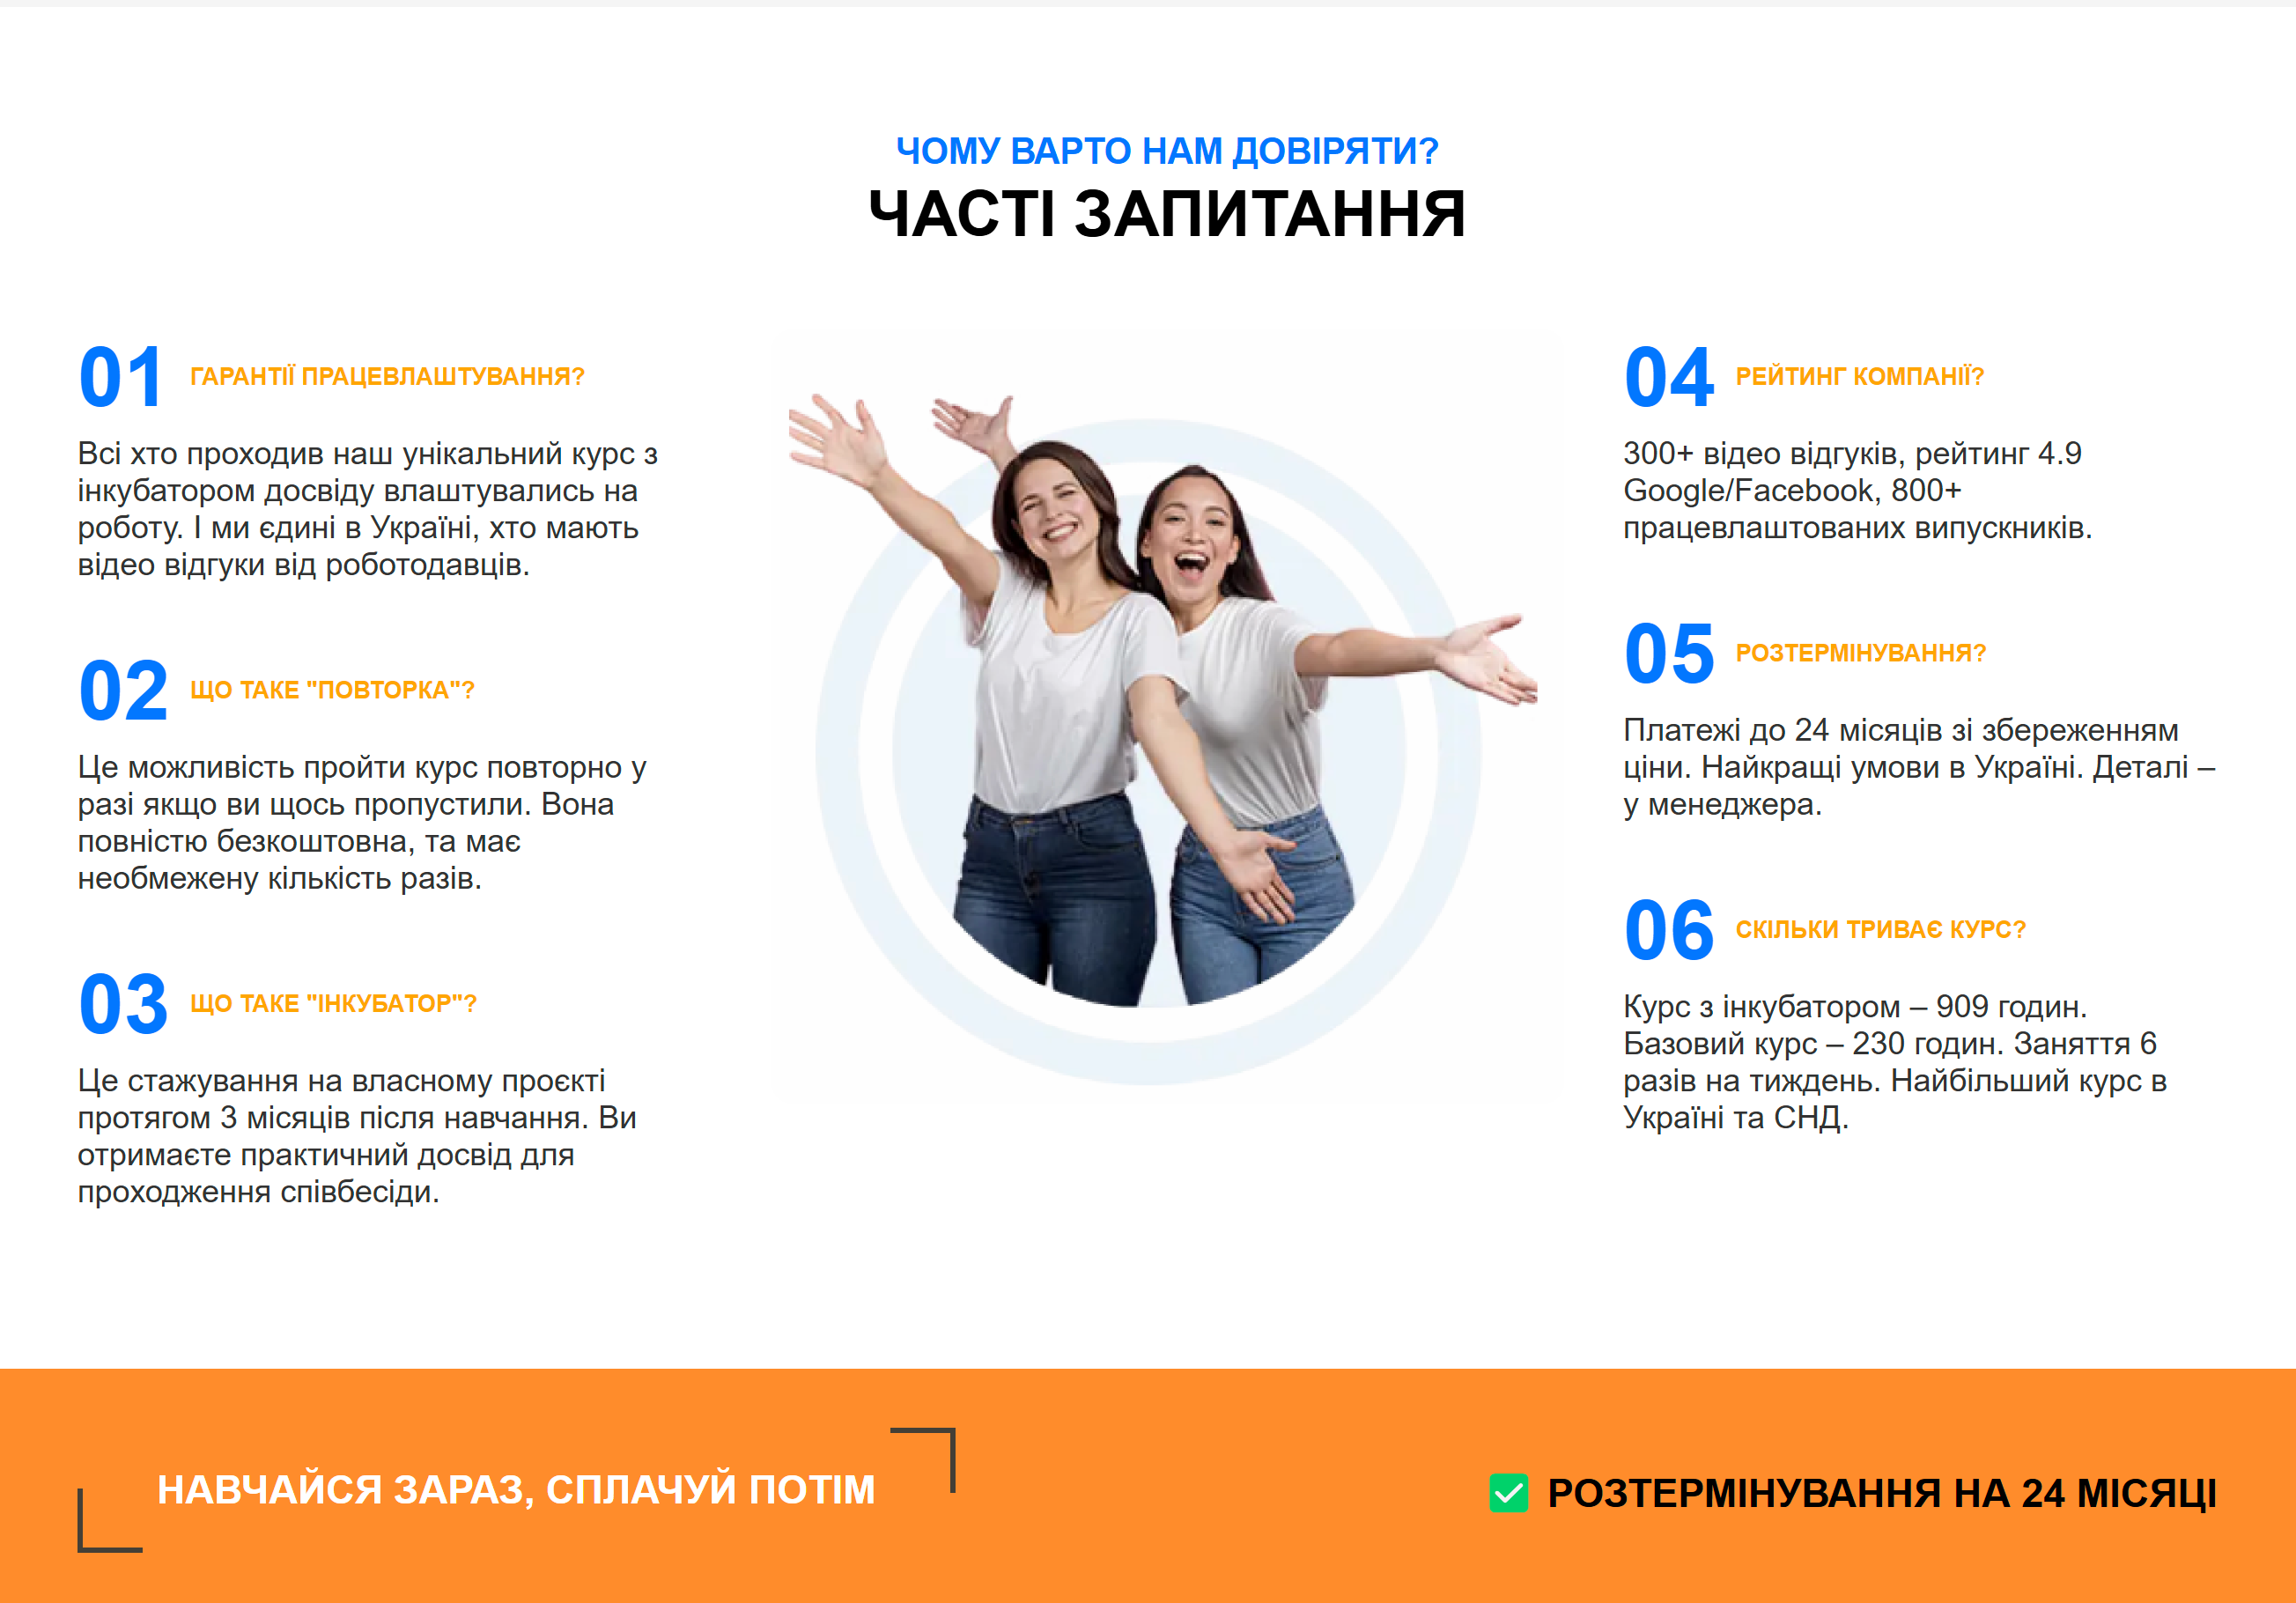 ЧОМУ ВАРТО НАМ ДОВІРЯТИ?
ЧАСТІ ЗАПИТАННЯ
01 ГАРАНТІЇ ПРАЦЕВЛАШТУВАННЯ?
Всі хто проходив наш унікальний курс з
інкубатором досвіду влаштувались на
роботу. І ми єдині в Україні, хто мають
відео відгуки від роботодавців.
02 ЩО ТАКЕ "ПОВТОРКА"?
Це можливість пройти курс повторно у
разі якщо ви щось пропустили. Вона
повністю безкоштовна, та має
необмежену кількість разів.
03 ЩО ТАКЕ "ІНКУБАТОР"?
Це стажування на власному проєкті
протягом 3 місяців після навчання. Ви
отримаєте практичний досвід для
проходження співбесіди.
04 РЕЙТИНГ КОМПАНІЇ?
300+ відео відгуків, рейтинг 4.9
Google/Facebook, 800+
працевлаштованих випускників.
05 РОЗТЕРМІНУВАННЯ?
Платежі до 24 місяців зі збереженням
ціни. Найкращі умови в Україні. Деталі –
у менеджера.
06 СКІЛЬКИ ТРИВАЄ КУРС?
Курс з інкубатором – 909 годин.
Базовий курс – 230 годин. Заняття 6
разів на тиждень. Найбільший курс в
Україні та СНД.
НАВЧАЙСЯ ЗАРАЗ, СПЛАЧУЙ ПОТІМ
✅ РОЗТЕРМІНУВАННЯ НА 24 МІСЯЦІ